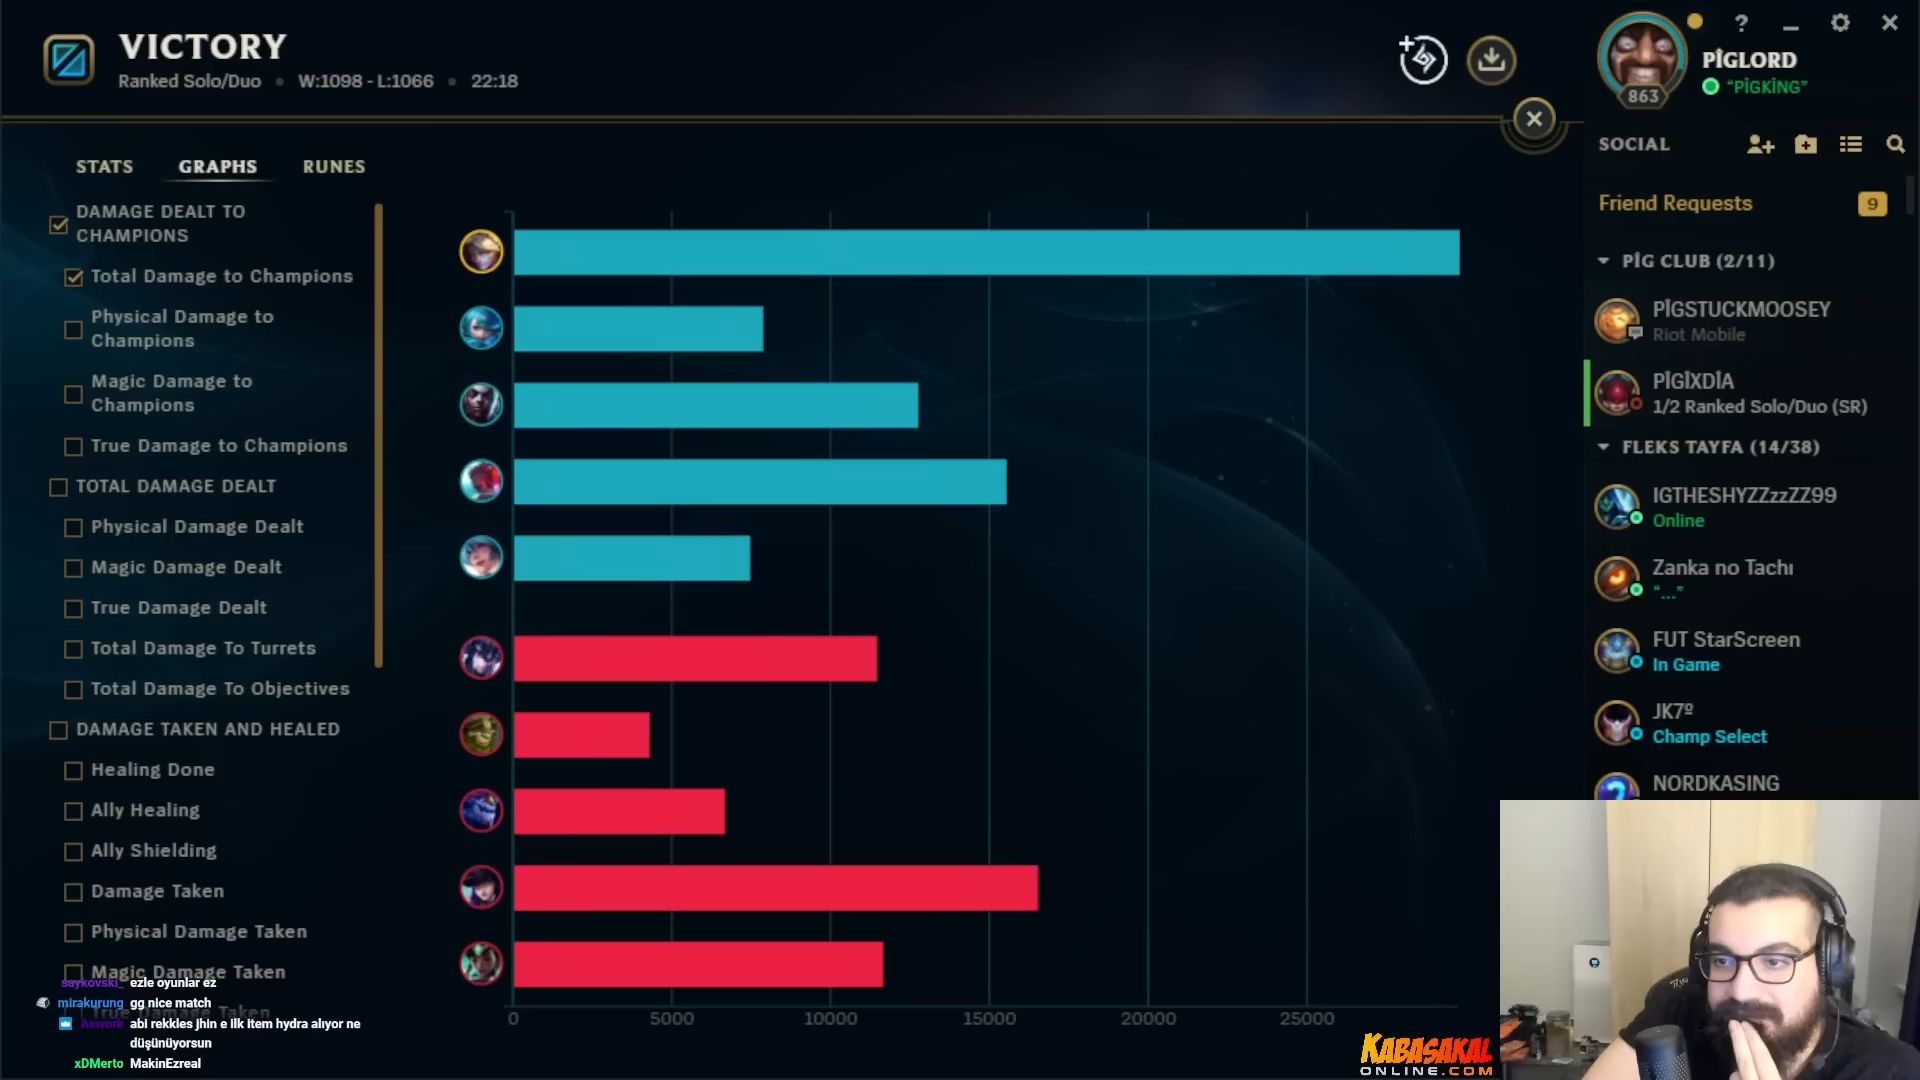 VICTORY
Ranked Solo/Duo • W:1098 - L:1066 • 22:18
863
PİGLORD
"PİGKİNG"
STATS GRAPHS RUNES
DAMAGE DEALT TO
CHAMPIONS
Total Damage to Champions
Physical Damage to
Champions
Magic Damage to
Champions
True Damage to Champions
TOTAL DAMAGE DEALT
Physical Damage Dealt
Magic Damage Dealt
True Damage Dealt
Total Damage To Turrets
Total Damage To Objectives
DAMAGE TAKEN AND HEALED
Healing Done
Ally Healing
Ally Shielding
Damage Taken
Physical Damage Taken
Magic Damage Taken
True Damage Taken
saykovski_ ezle oyunlar ez
mirakurung gg nice match
Aawork abi rekkles jhin e ilk item hydra alıyor ne
düşünüyorsun
xDMerto MakinEzreal
0 5000 10000 15000 20000 25000
SOCIAL
Friend Requests 9
PİG CLUB (2/11)
PİGSTUCKMOOSEY
Riot Mobile
PİGİXDİA
1/2 Ranked Solo/Duo (SR)
FLEKS TAYFA (14/38)
IGTHESHYZZzzZZ99
Online
Zanka no Tachı
"..."
FUT StarScreen
In Game
JK7º
Champ Select
NORDKASING
KABASAKAL
ONLINE.COM